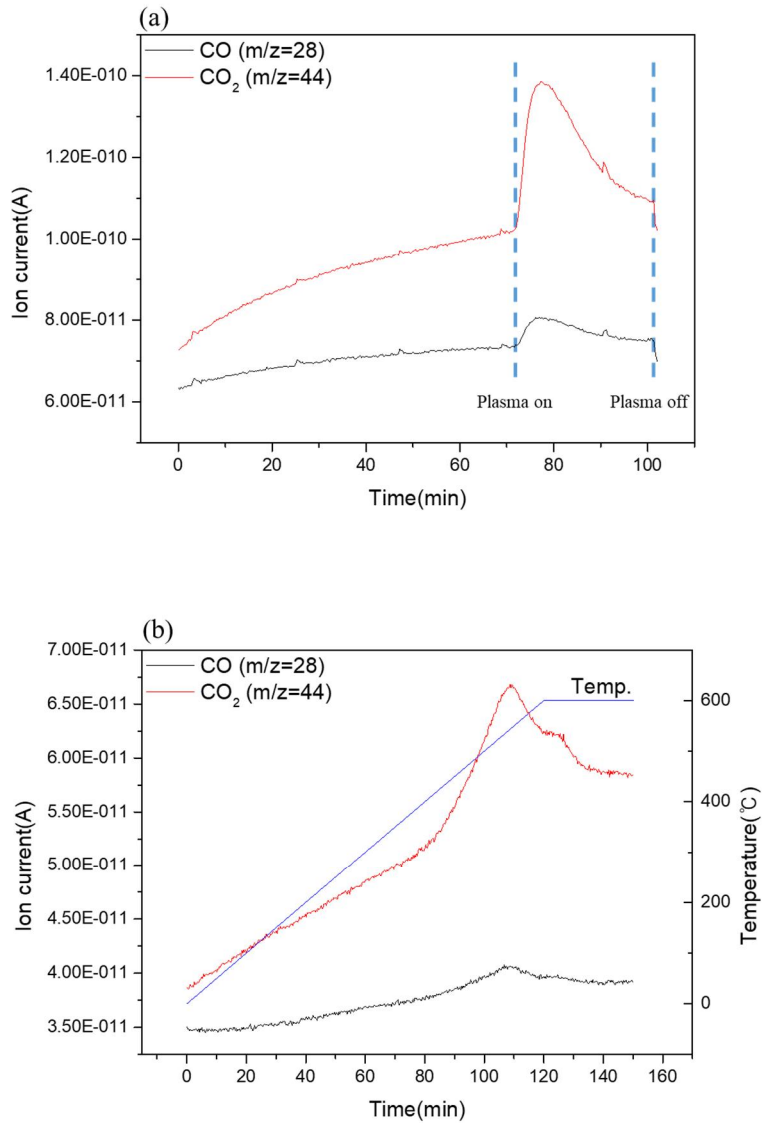 (a)
CO (m/z=28)
CO2 (m/z=44)
1.40E-010
1.20E-010
1.00E-010
8.00E-011
6.00E-011
Ion current(A)
Plasma on
Plasma off
0
20
40
60
80
100
Time(min)
(b)
CO (m/z=28)
CO2 (m/z=44)
Temp.
7.00E-011
6.50E-011
6.00E-011
5.50E-011
5.00E-011
4.50E-011
4.00E-011
3.50E-011
Ion current(A)
600
400
200
0
Temperature(℃)
0
20
40
60
80
100
120
140
160
Time(min)